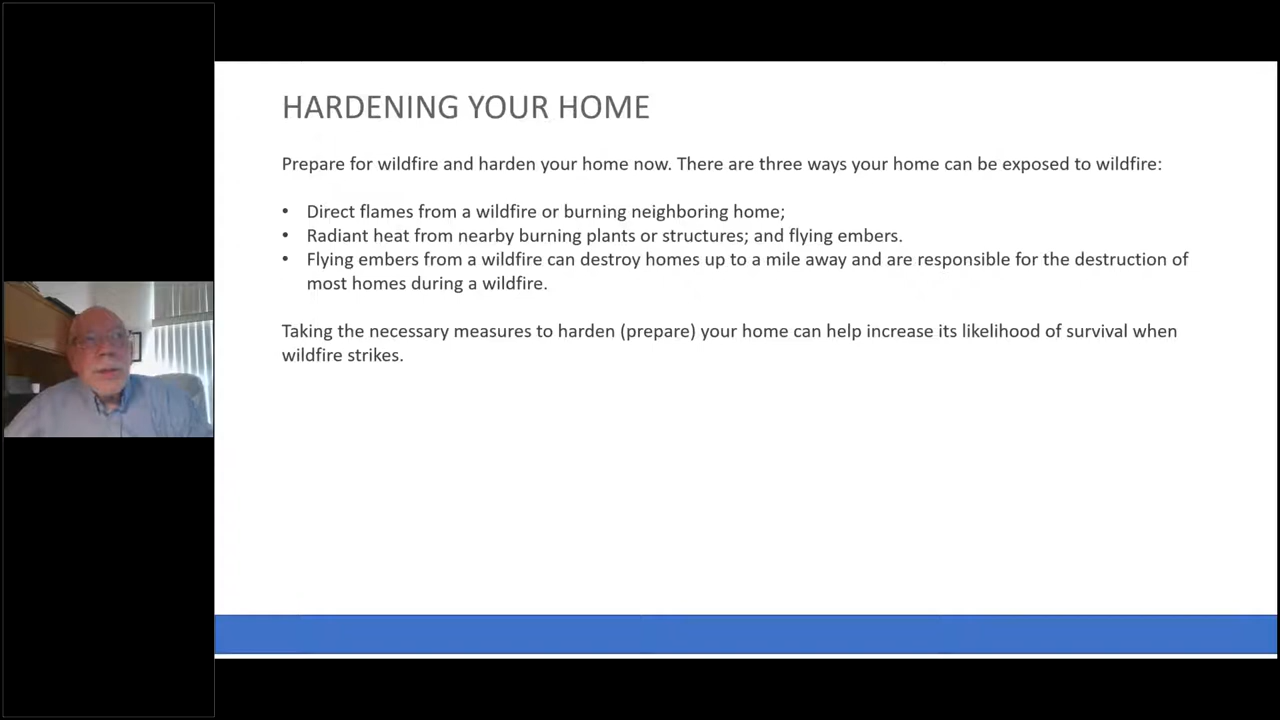 HARDENING YOUR HOME
Prepare for wildfire and harden your home now. There are three ways your home can be exposed to wildfire:
• Direct flames from a wildfire or burning neighboring home;
• Radiant heat from nearby burning plants or structures; and flying embers.
• Flying embers from a wildfire can destroy homes up to a mile away and are responsible for the destruction of
most homes during a wildfire.
Taking the necessary measures to harden (prepare) your home can help increase its likelihood of survival when
wildfire strikes.